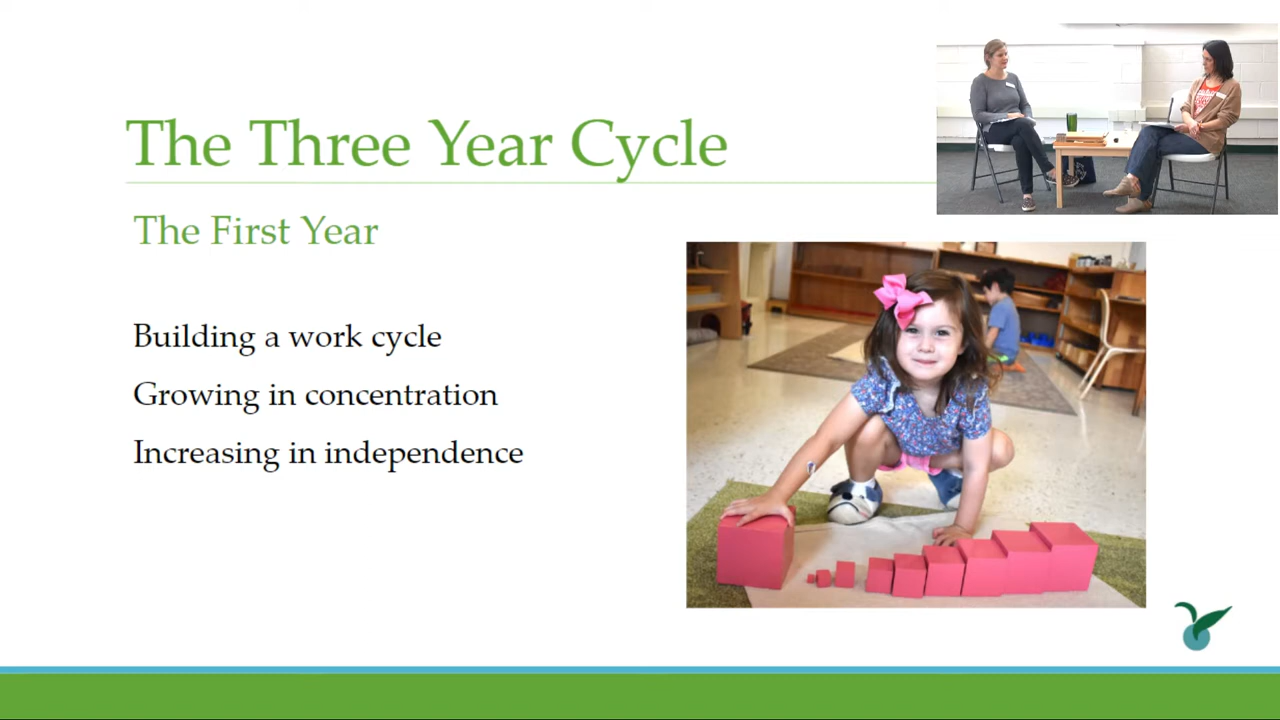 The Three Year Cycle
The First Year
Building a work cycle
Growing in concentration
Increasing in independence